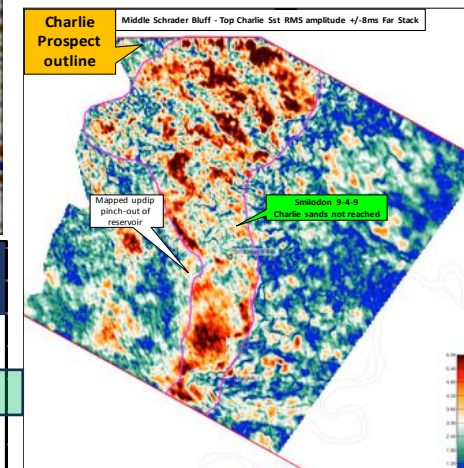 Charlie
Prospect
outline
Middle Schrader Bluff - Top Charlie Sst RMS amplitude +/-8ms Far Stack
Mapped updip
pinch-out of
reservoir
Smilodon 9-4-9
Charlie sands not reached